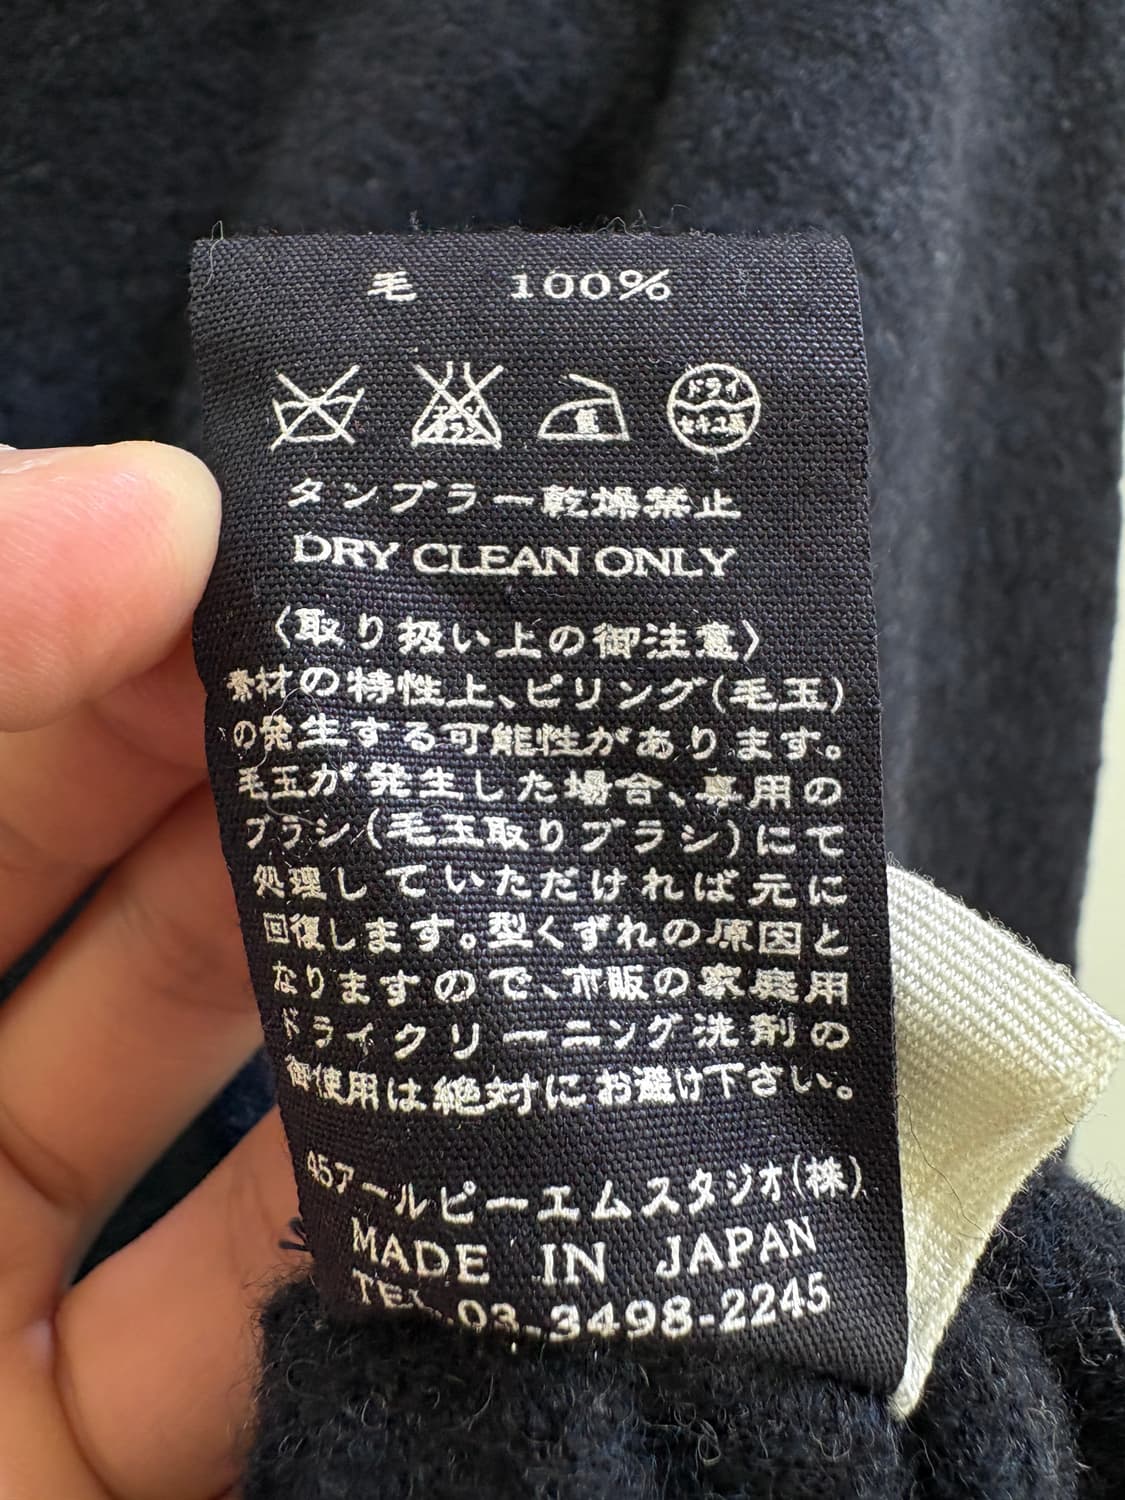 毛 100%
ドライ
セキユ系
タンブラー乾燥禁止
DRY CLEAN ONLY
〈取り扱い上の御注意〉
素材の特性上、ピリング(毛玉)
の発生する可能性があります。
毛玉が発生した場合、専用の
ブラシ(毛玉取りブラシ)にて
処理していただければ元に
回復します。型くずれの原因と
なりますので、市販の家庭用
ドライクリーニング洗剤の
御使用は絶対にお避け下さい。
45アールピーエムスタジオ(株)
MADE IN JAPAN
TEL.03-3498-2245